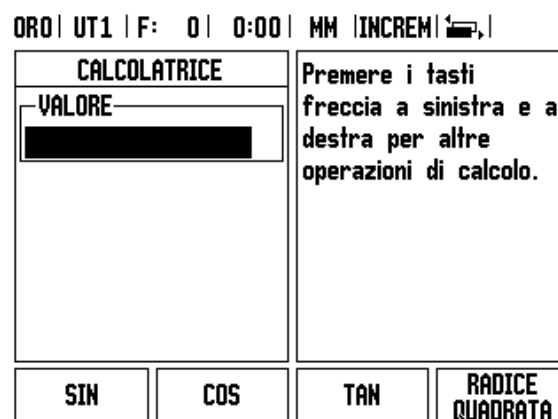 ORO| UT1 | F: 0| 0:00| MM |INCREM|
CALCOLATRICE
VALORE
Premere i tasti
freccia a sinistra e a
destra per altre
operazioni di calcolo.
SIN
COS
TAN
RADICE
QUADRATA